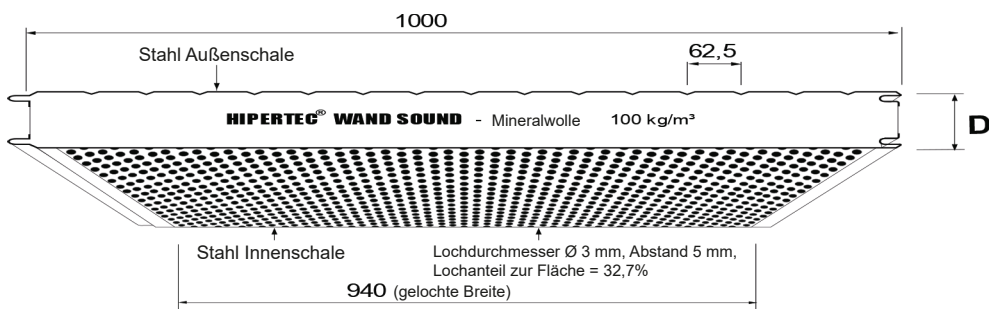 1000
Stahl Außenschale
62,5
HIPERTEC® WAND SOUND - Mineralwolle 100 kg/m³
D
Stahl Innenschale
Lochdurchmesser Ø 3 mm, Abstand 5 mm,
Lochanteil zur Fläche = 32,7%
940 (gelochte Breite)